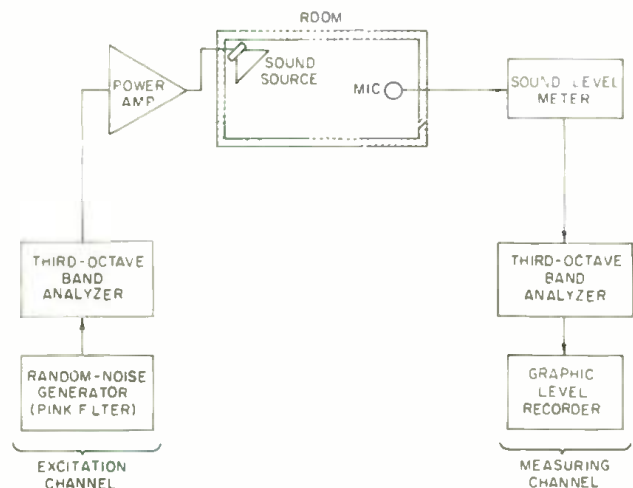 ROOM
POWER
AMP
SOUND
SOURCE
MIC
SOUND LEVEL
METER
THIRD-OCTAVE
BAND
ANALYZER
THIRD-OCTAVE
BAND
ANALYZER
RANDOM-NOISE
GENERATOR
(PINK FILTER)
GRAPHIC
LEVEL
RECORDER
EXCITATION
CHANNEL
MEASURING
CHANNEL